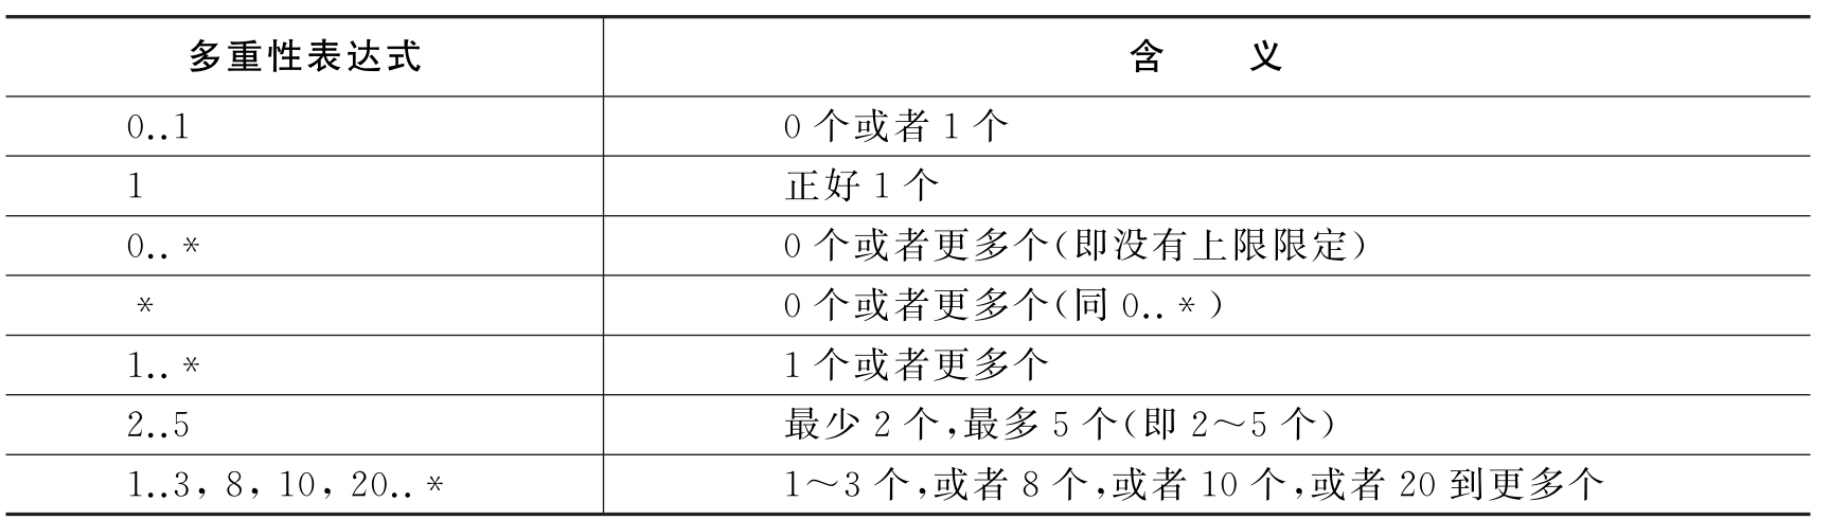 多重性表达式 含 义
0..1 0 个或者 1 个
1 正好 1 个
0.. * 0 个或者更多个(即没有上限限定)
* 0 个或者更多个(同 0.. * )
1.. * 1 个或者更多个
2..5 最少 2 个,最多 5 个(即 2～5 个)
1..3, 8, 10, 20.. * 1～3 个,或者 8 个,或者 10 个,或者 20 到更多个